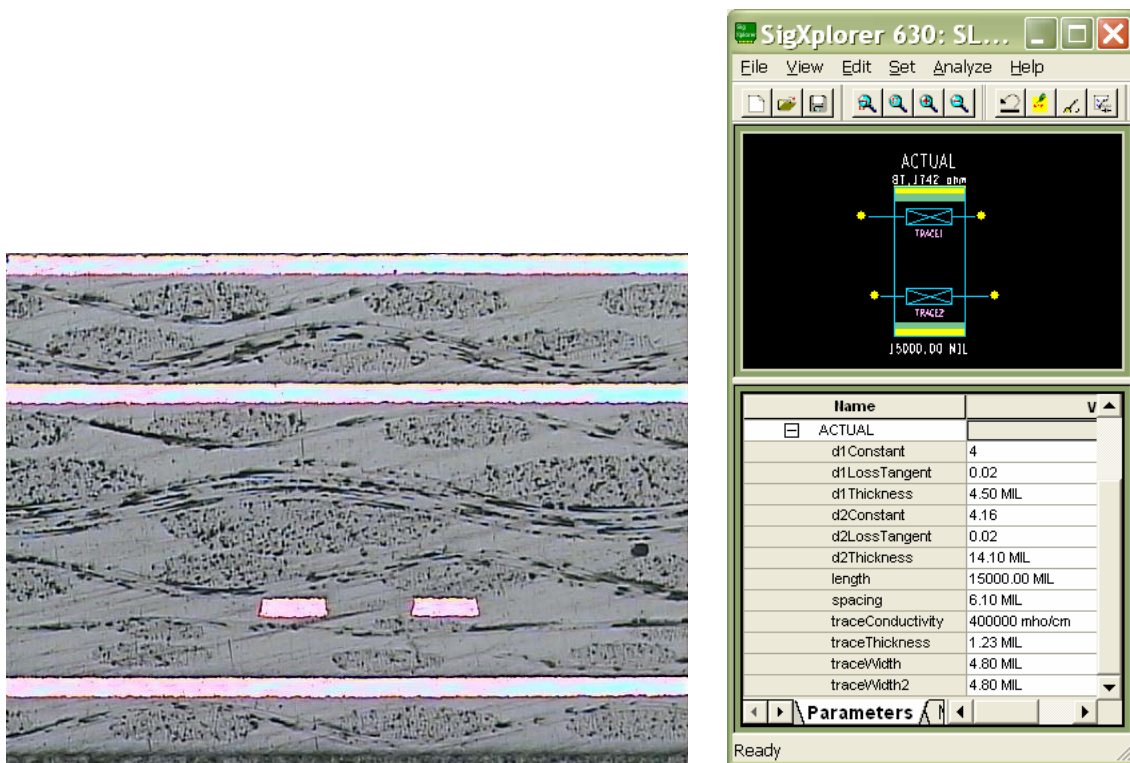 SigXplorer 630: SL...
File View Edit Set Analyze Help
ACTUAL
87.1742 ohm
TRACE1
TRACE2
15000.00 MIL
Name V
ACTUAL
d1Constant 4
d1LossTangent 0.02
d1Thickness 4.50 MIL
d2Constant 4.16
d2LossTangent 0.02
d2Thickness 14.10 MIL
length 15000.00 MIL
spacing 6.10 MIL
traceConductivity 400000 mho/cm
traceThickness 1.23 MIL
traceWidth 4.80 MIL
traceWidth2 4.80 MIL
Parameters
Ready